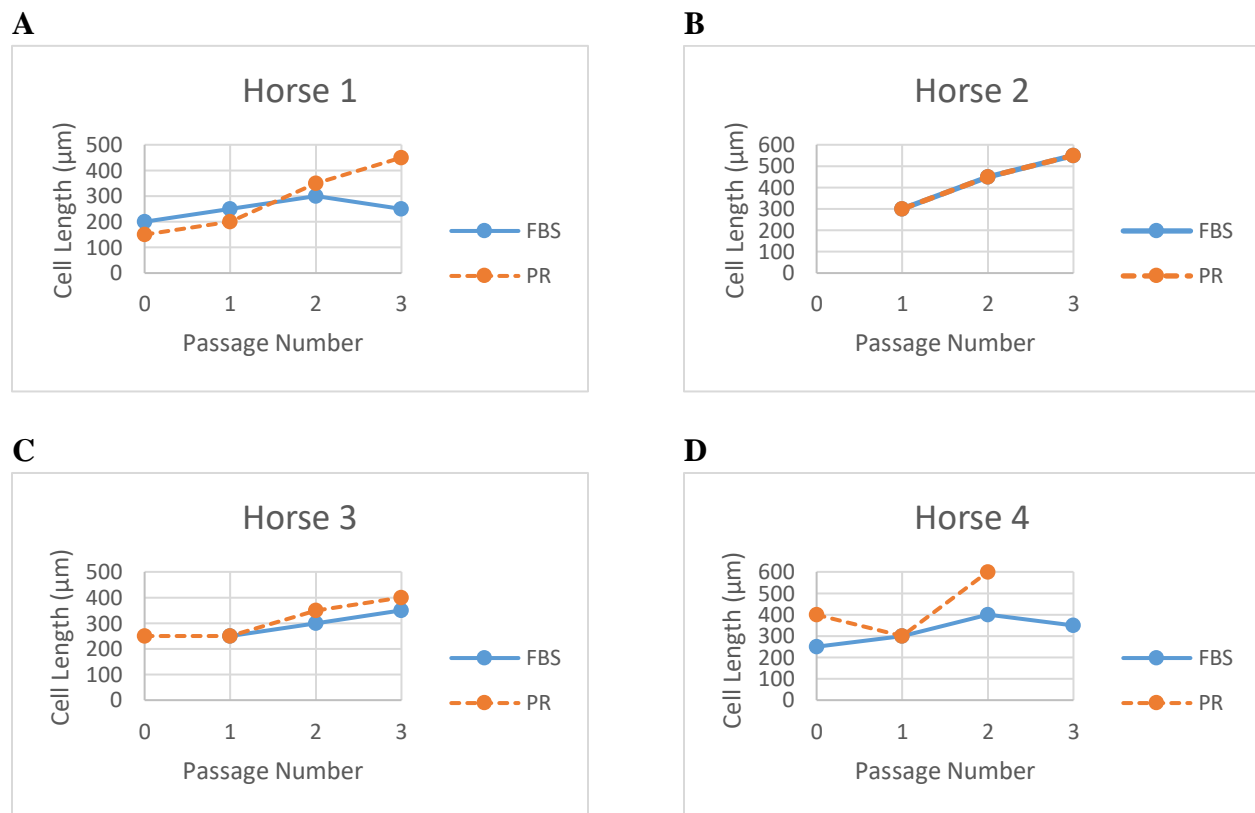 A
Horse 1
Cell Length (µm)
500
400
300
200
100
0
0 1 2 3
Passage Number
FBS
PR
B
Horse 2
Cell Length (µm)
600
500
400
300
200
100
0
0 1 2 3
Passage Number
FBS
PR
C
Horse 3
Cell Length (µm)
500
400
300
200
100
0
0 1 2 3
Passage Number
FBS
PR
D
Horse 4
Cell Length (µm)
600
500
400
300
200
100
0
0 1 2 3
Passage Number
FBS
PR